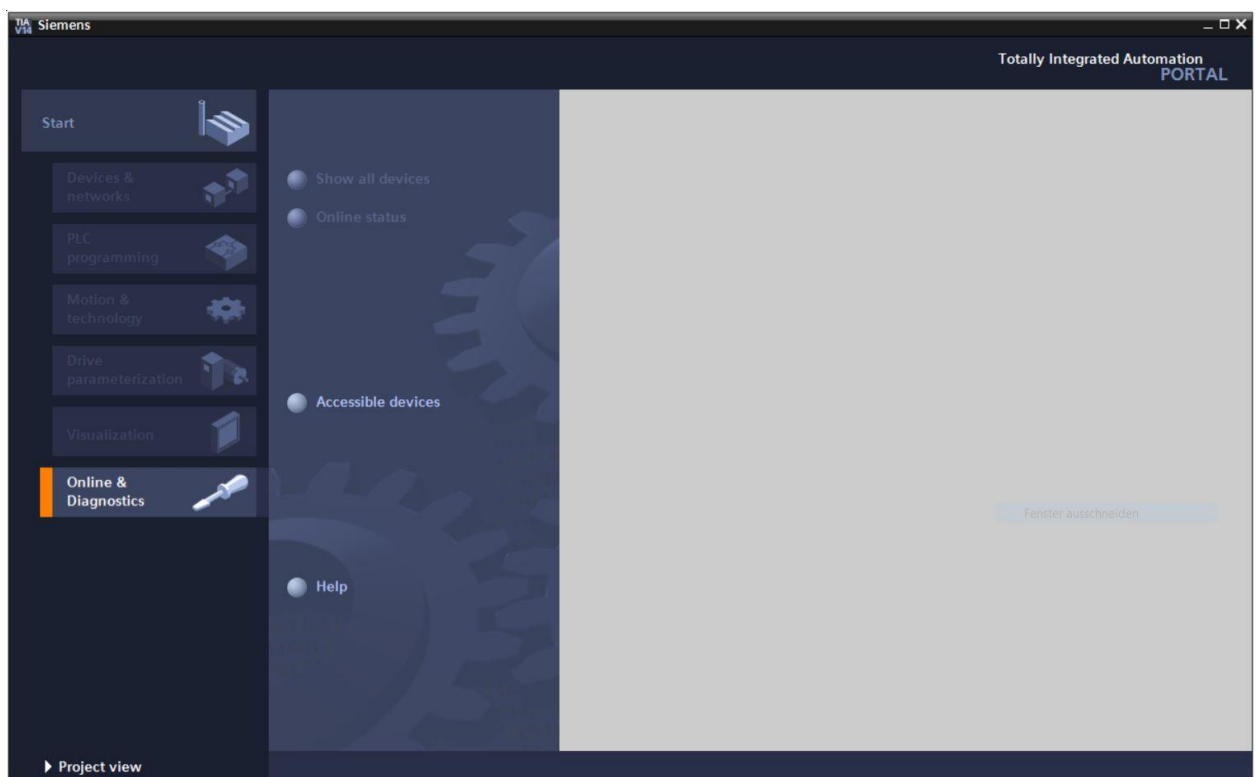 TIA
V14
Siemens
Totally Integrated Automation
PORTAL
Start
Devices &
networks
PLC
programming
Motion &
technology
Drive
parameterization
Visualization
Online &
Diagnostics
Show all devices
Online status
Accessible devices
Help
Fenster ausschneiden
Project view